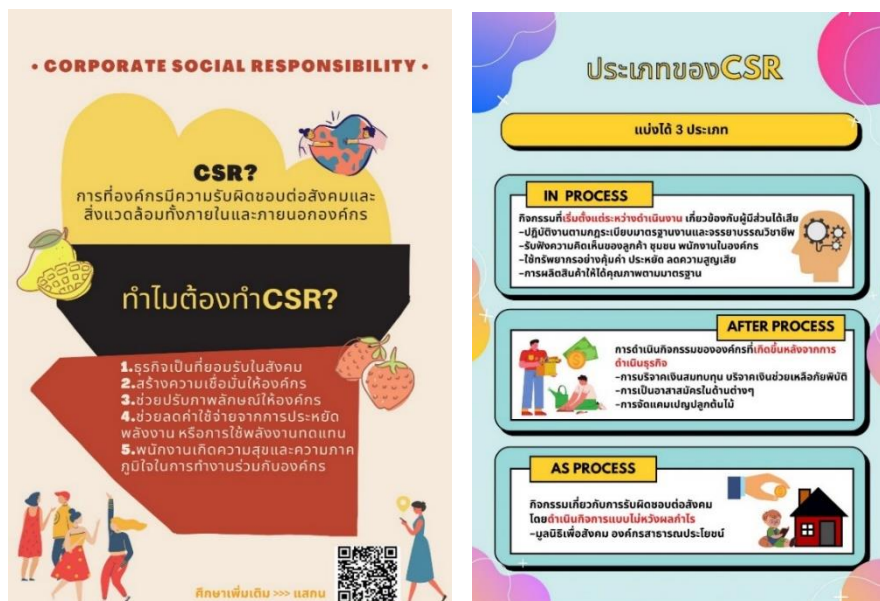 • CORPORATE SOCIAL RESPONSIBILITY •
CSR?
การที่องค์กรมีความรับผิดชอบต่อสังคมและ
สิ่งแวดล้อมทั้งภายในและภายนอกองค์กร
ทำไมต้องทำCSR?
1.ธุรกิจเป็นที่ยอมรับในสังคม
2.สร้างความเชื่อมั่นให้องค์กร
3.ช่วยปรับภาพลักษณ์ให้องค์กร
4.ช่วยลดค่าใช้จ่ายจากการประหยัด
พลังงาน หรือการใช้พลังงานทดแทน
5.พนักงานเกิดความสุขและความภาค
ภูมิใจในการทำงานร่วมกับองค์กร
ศึกษาเพิ่มเติม >>> แสกน
ประเภทของCSR
แบ่งได้ 3 ประเภท
IN PROCESS
กิจกรรมที่เริ่มตั้งแต่ระหว่างดำเนินงาน เกี่ยวข้องกับผู้มีส่วนได้เสีย
-ปฏิบัติงานตามกฎระเบียบมาตรฐานงานและจรรยาบรรณวิชาชีพ
-รับฟังความคิดเห็นของลูกค้า ชุมชน พนักงานในองค์กร
-ใช้ทรัพยากรอย่างคุ้มค่า ประหยัด ลดความสูญเสีย
-การผลิตสินค้าให้ได้คุณภาพตามมาตรฐาน
AFTER PROCESS
การดำเนินกิจกรรมขององค์กรที่เกิดขึ้นหลังจากการ
ดำเนินธุรกิจ
-การบริจาคเงินสมทบทุน บริจาคเงินช่วยเหลือภัยพิบัติ
-การเป็นอาสาสมัครในด้านต่างๆ
-การจัดแคมเปญปลูกต้นไม้
AS PROCESS
กิจกรรมเกี่ยวกับการรับผิดชอบต่อสังคม
โดยดำเนินกิจการแบบไม่หวังผลกำไร
-มูลนิธิเพื่อสังคม องค์กรสาธารณประโยชน์